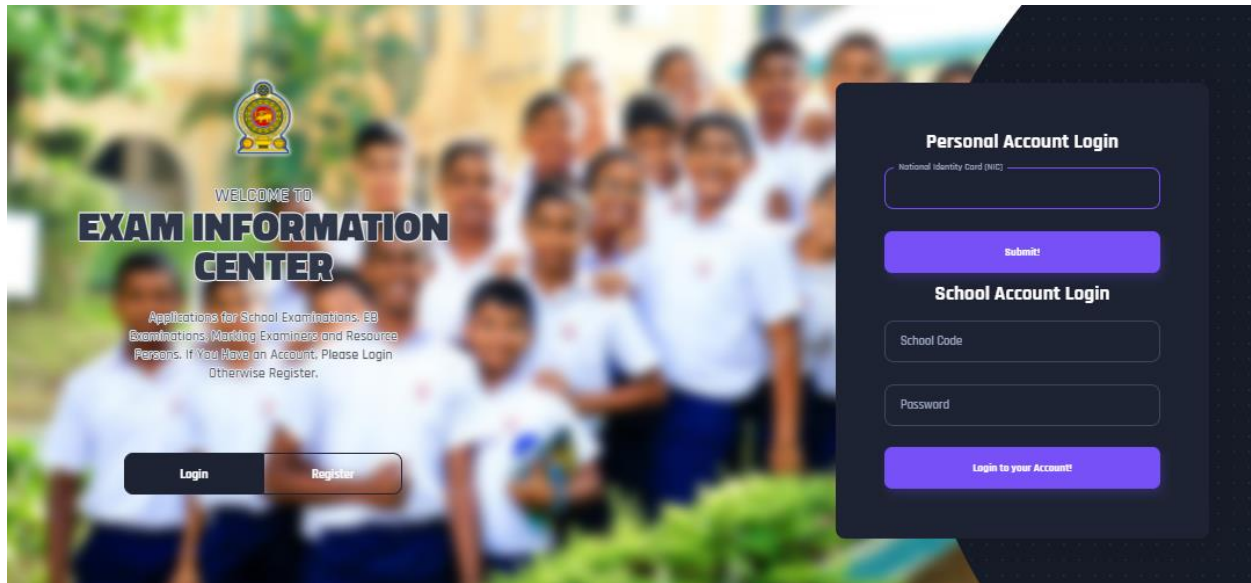 WELCOME TO
EXAM INFORMATION
CENTER
Applications for School Examinations, EB
Examinations, Marking Examiners and Resource
Persons. If You Have an Account, Please Login
Otherwise Register.
Login
Register
Personal Account Login
National Identity Card (NIC)
Submit!
School Account Login
School Code
Password
Login to your Account!